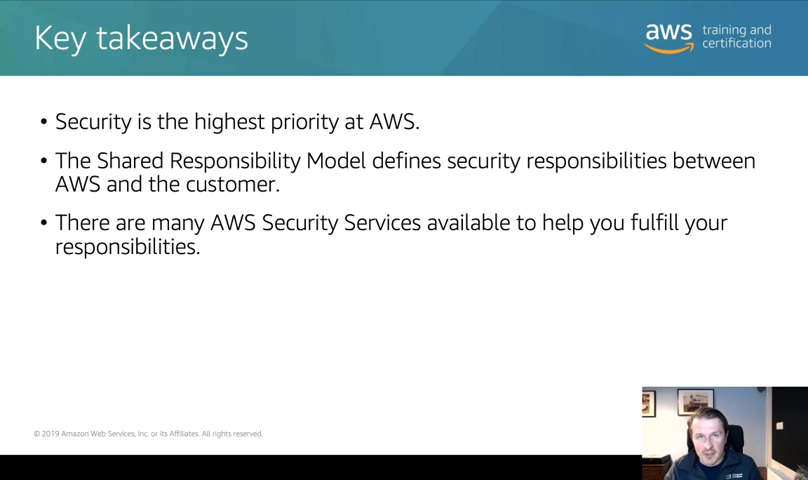 Key takeaways
aws training and
certification
• Security is the highest priority at AWS.
• The Shared Responsibility Model defines security responsibilities between
AWS and the customer.
• There are many AWS Security Services available to help you fulfill your
responsibilities.
© 2019 Amazon Web Services, Inc. or its Affiliates. All rights reserved.